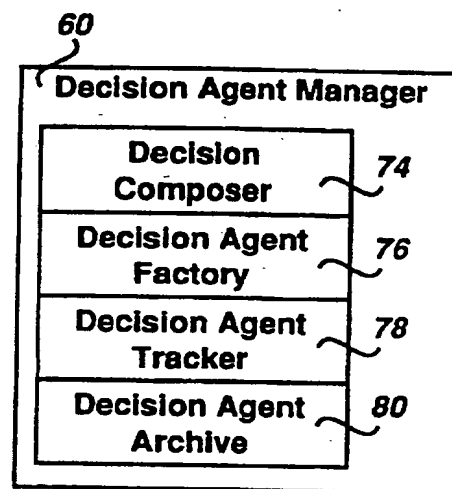 60
Decision Agent Manager
Decision
Composer
74
Decision Agent
Factory
76
Decision Agent
Tracker
78
Decision Agent
Archive
80